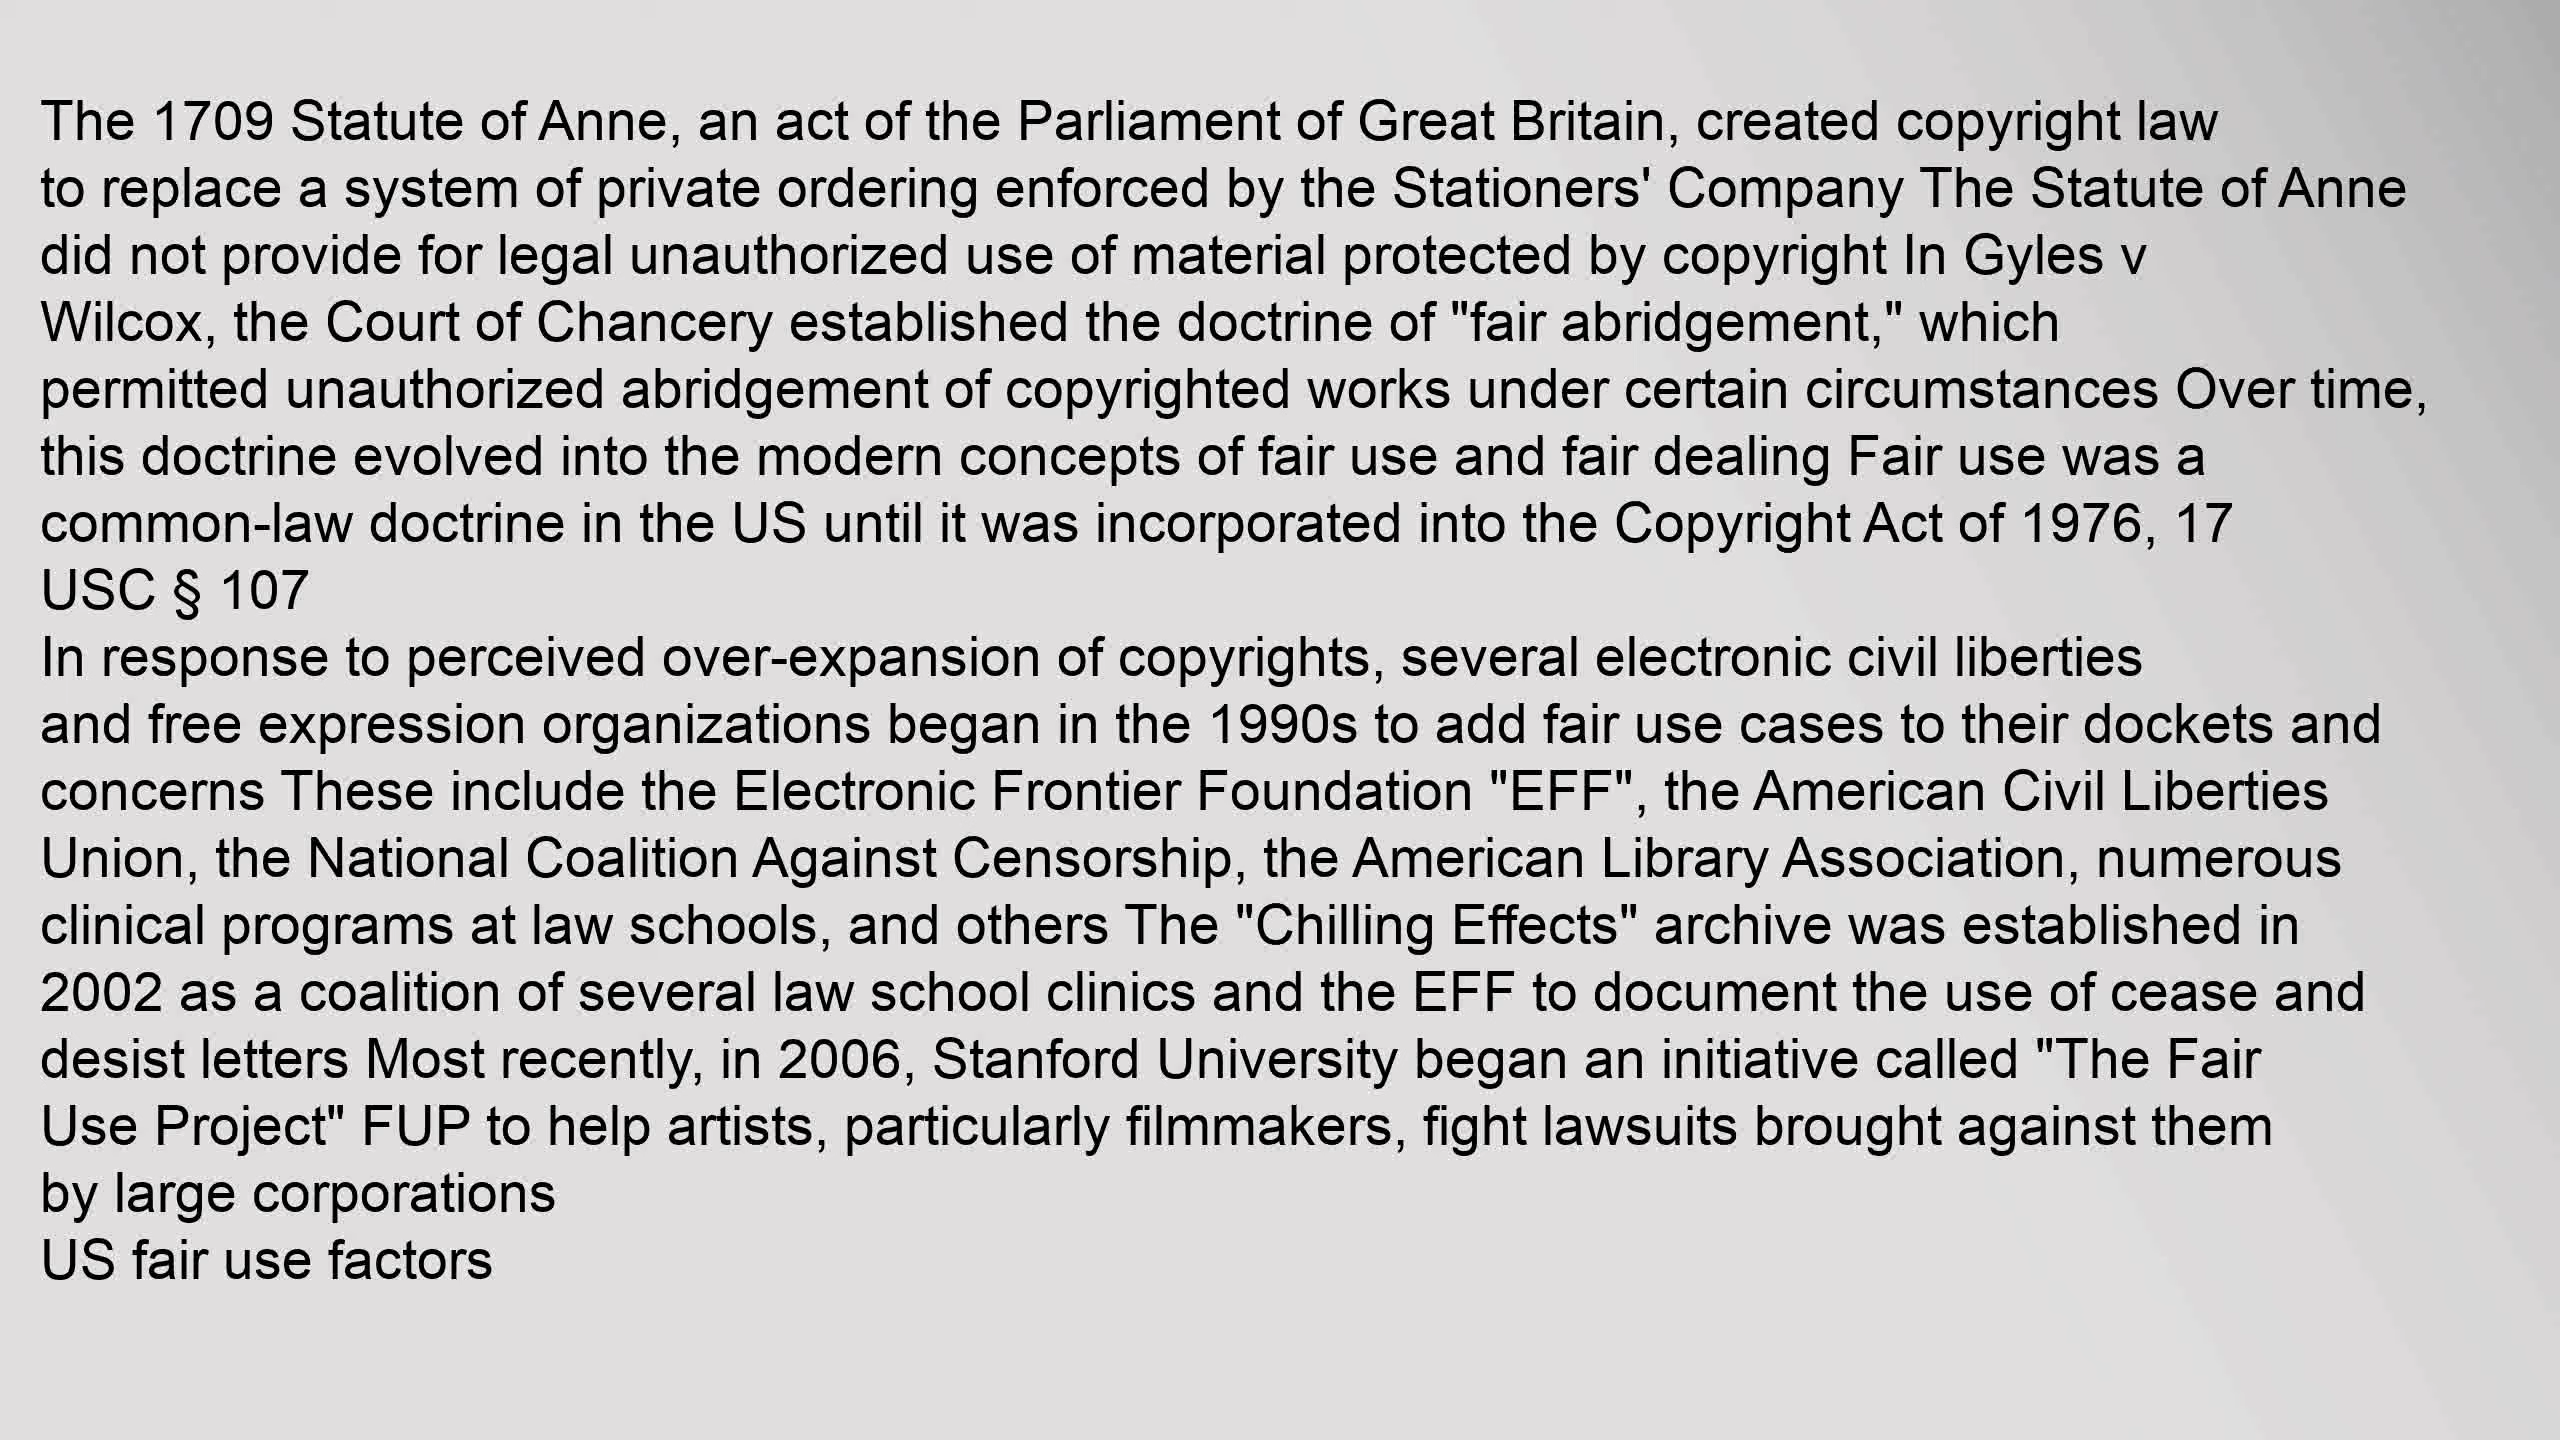 The 1709 Statute of Anne, an act of the Parliament of Great Britain, created copyright law
to replace a system of private ordering enforced by the Stationers' Company The Statute of Anne
did not provide for legal unauthorized use of material protected by copyright In Gyles v
Wilcox, the Court of Chancery established the doctrine of "fair abridgement," which
permitted unauthorized abridgement of copyrighted works under certain circumstances Over time,
this doctrine evolved into the modern concepts of fair use and fair dealing Fair use was a
common-law doctrine in the US until it was incorporated into the Copyright Act of 1976, 17
USC § 107
In response to perceived over-expansion of copyrights, several electronic civil liberties
and free expression organizations began in the 1990s to add fair use cases to their dockets and
concerns These include the Electronic Frontier Foundation "EFF", the American Civil Liberties
Union, the National Coalition Against Censorship, the American Library Association, numerous
clinical programs at law schools, and others The "Chilling Effects" archive was established in
2002 as a coalition of several law school clinics and the EFF to document the use of cease and
desist letters Most recently, in 2006, Stanford University began an initiative called "The Fair
Use Project" FUP to help artists, particularly filmmakers, fight lawsuits brought against them
by large corporations
US fair use factors